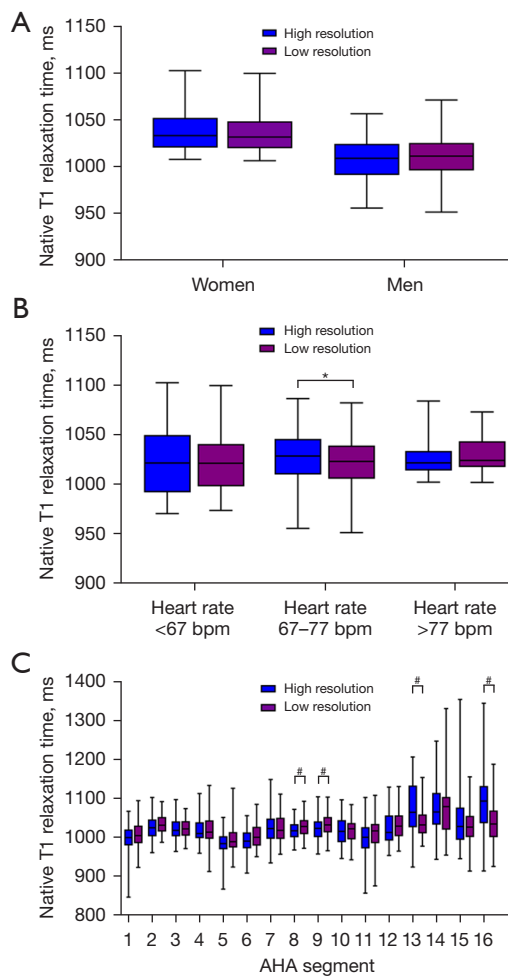 A
High resolution
Low resolution
Native T1 relaxation time, ms
1150
1100
1050
1000
950
900
Women Men
B
High resolution
Low resolution
Native T1 relaxation time, ms
1150
1100
1050
1000
950
900
*
Heart rate
<67 bpm
Heart rate
67–77 bpm
Heart rate
>77 bpm
C
High resolution
Low resolution
Native T1 relaxation time, ms
1400
1300
1200
1100
1000
900
800
# # # #
1 2 3 4 5 6 7 8 9 10 11 12 13 14 15 16
AHA segment